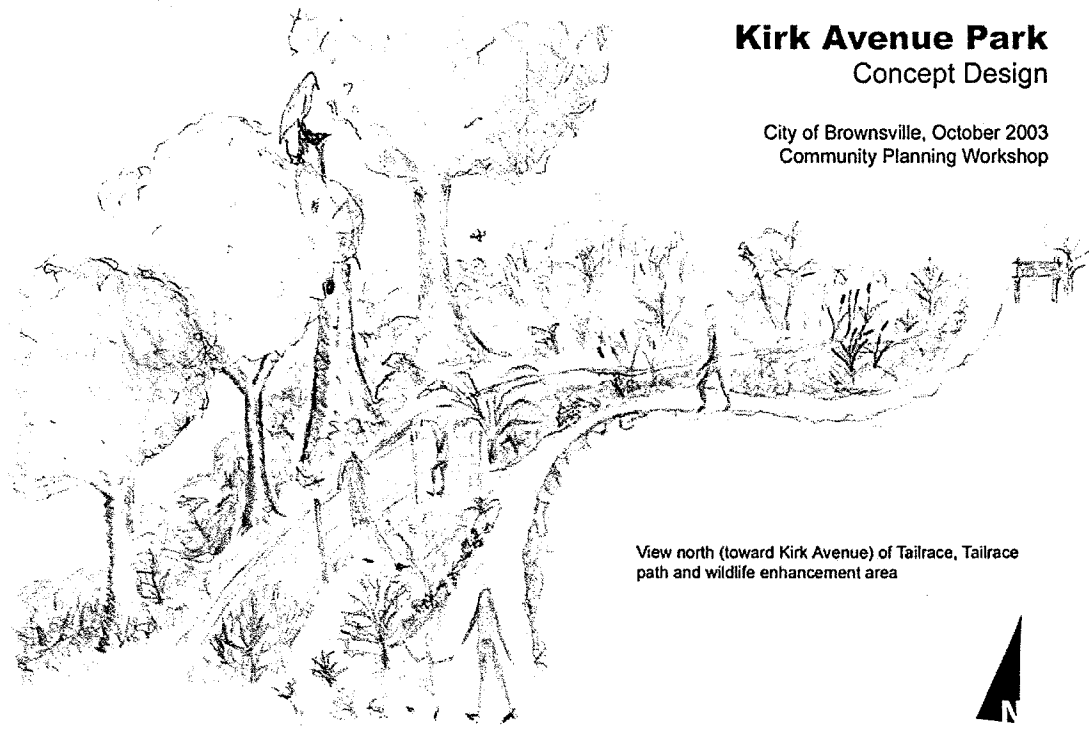 Kirk Avenue Park
Concept Design
City of Brownsville, October 2003
Community Planning Workshop
View north (toward Kirk Avenue) of Tailrace, Tailrace
path and wildlife enhancement area
N